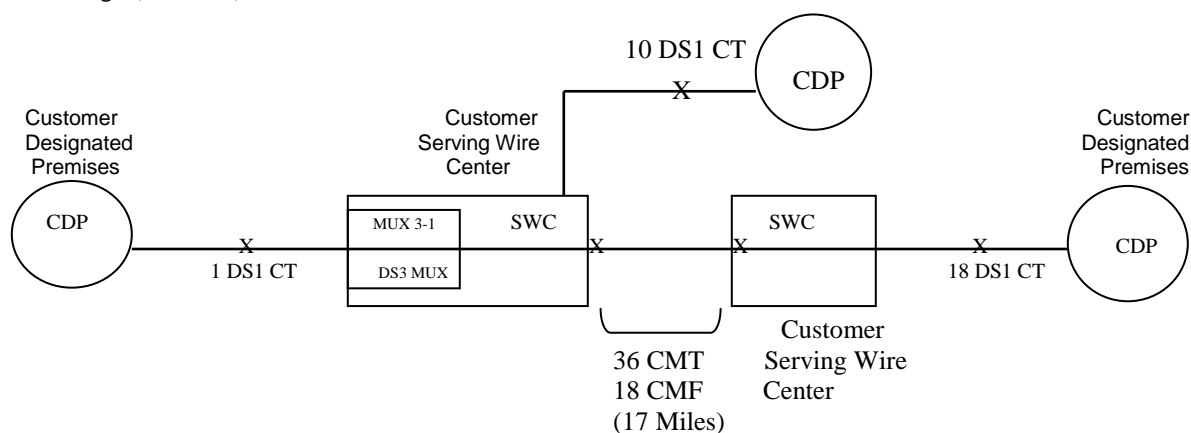 10 DS1 CT
X
CDP
Customer
Designated
Premises
Customer
Serving Wire
Center
Customer
Designated
Premises
CDP
MUX 3-1
SWC
SWC
CDP
X
X
X
X
1 DS1 CT
DS3 MUX
18 DS1 CT
36 CMT
18 CMF
(17 Miles)
Customer
Serving Wire
Center